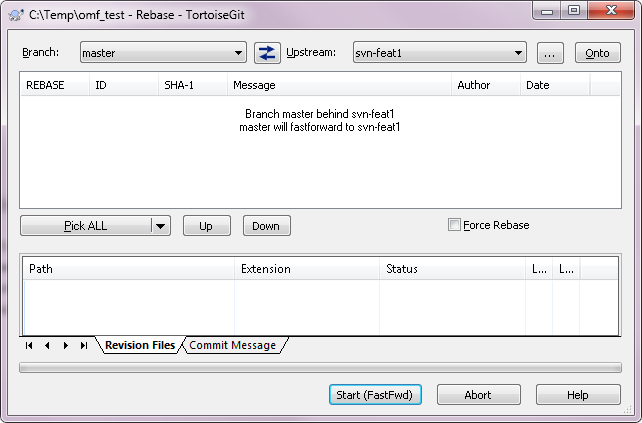 C:\Temp\omf_test - Rebase - TortoiseGit
Branch: master Upstream: svn-feat1 ... Onto
REBASE ID SHA-1 Message Author Date
Branch master behind svn-feat1
master will fastforward to svn-feat1
Pick ALL Up Down Force Rebase
Path Extension Status L... L...
Revision Files Commit Message
Start (FastFwd) Abort Help